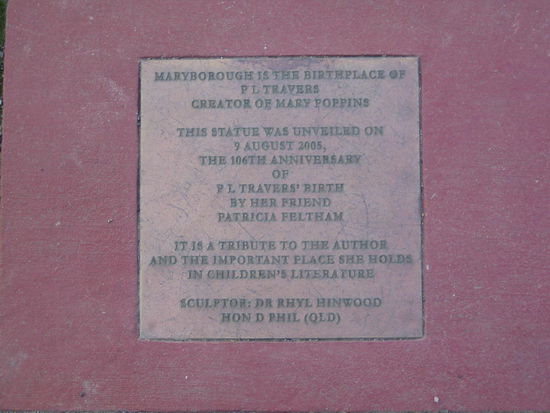 MARYBOROUGH IS THE BIRTHPLACE OF
P L TRAVERS
CREATOR OF MARY POPPINS
THIS STATUE WAS UNVEILED ON
9 AUGUST 2005,
THE 106TH ANNIVERSARY
OF
P L TRAVERS' BIRTH
BY HER FRIEND
PATRICIA FELTHAM
IT IS A TRIBUTE TO THE AUTHOR
AND THE IMPORTANT PLACE SHE HOLDS
IN CHILDREN'S LITERATURE
SCULPTOR: DR RHYL HINWOOD
HON D PHIL (QLD)